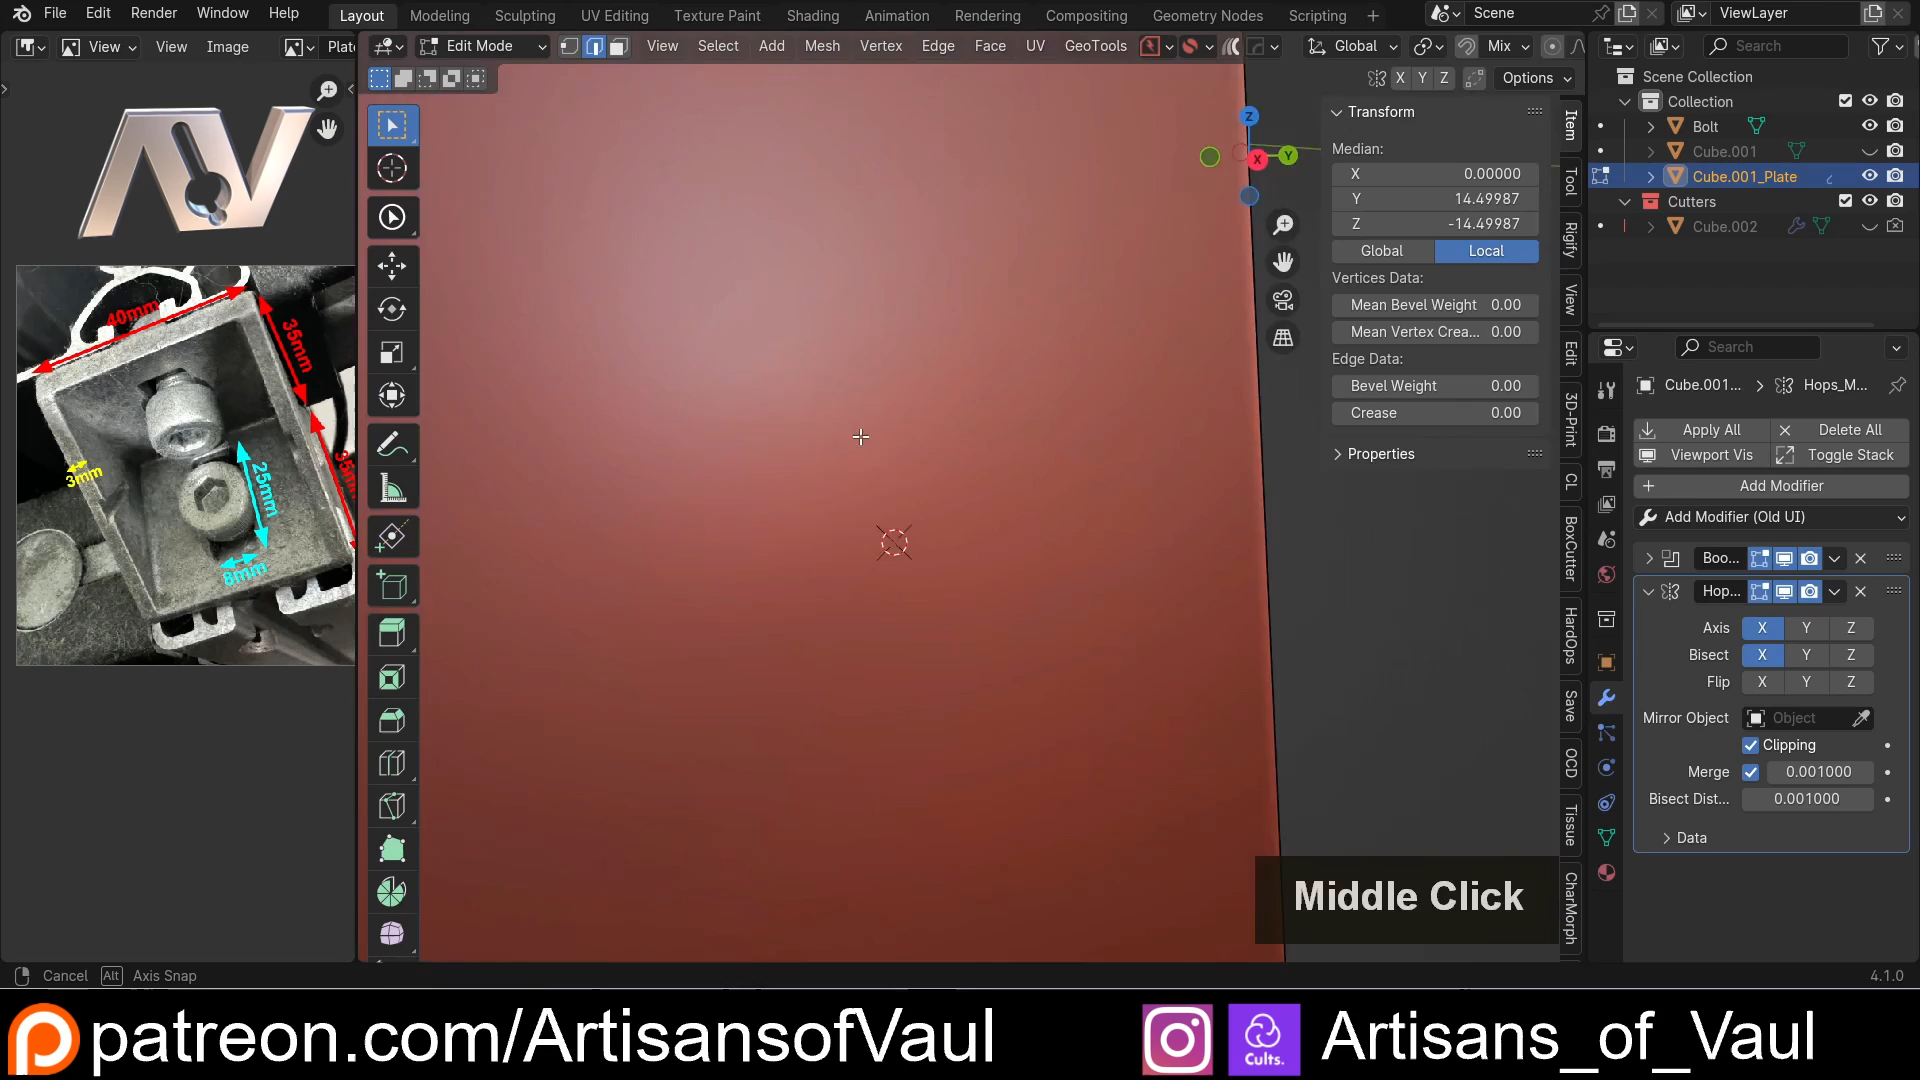 File Edit Render Window Help Layout Modeling Sculpting UV Editing Texture Paint Shading Animation Rendering Compositing Geometry Nodes Scripting Scene ViewLayer
View View Image Plat Edit Mode View Select Add Mesh Vertex Edge Face UV GeoTools Global Mix Search
X Y Z Options
Scene Collection
Collection
Bolt
Cube.001
Cube.001_Plate
Cutters
Cube.002
Transform
Median:
X 0.00000
Y 14.49987
Z -14.49987
Global Local
Vertices Data:
Mean Bevel Weight 0.00
Mean Vertex Crea... 0.00
Edge Data:
Bevel Weight 0.00
Crease 0.00
Properties
Z
X
Y
Item
Tool
Rigify
View
Edit
3D-Print
CL
BoxCutter
HardOps
Save
OCD
Tissue
CharMorph
Search
Cube.001... Hops_M...
Apply All Delete All
Viewport Vis Toggle Stack
Add Modifier
Add Modifier (Old UI)
Boo...
Hop...
Axis X Y Z
Bisect X Y Z
Flip X Y Z
Mirror Object Object
Clipping
Merge 0.001000
Bisect Dist... 0.001000
Data
40mm
35mm
35mm
3mm
25mm
8mm
Middle Click
Cancel Alt Axis Snap 4.1.0
patreon.com/ArtisansofVaul Cults. Artisans_of_Vaul